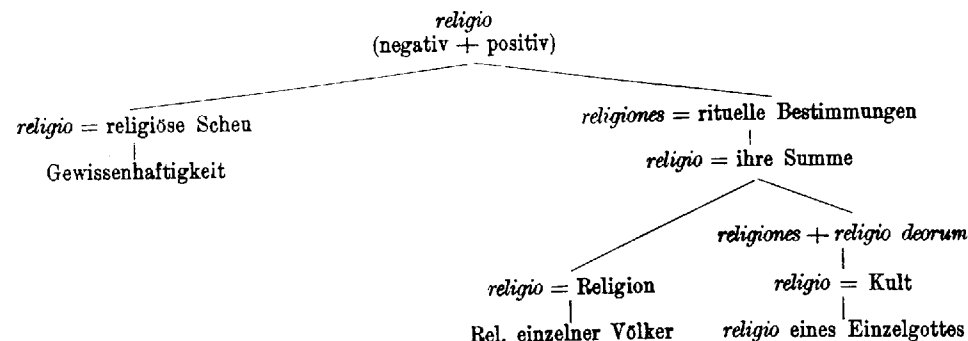 religio
(negativ + positiv)
religio = religiöse Scheu
Gewissenhaftigkeit
religiones = rituelle Bestimmungen
religio = ihre Summe
religio = Religion
Rel. einzelner Völker
religiones + religio deorum
religio = Kult
religio eines Einzelgottes